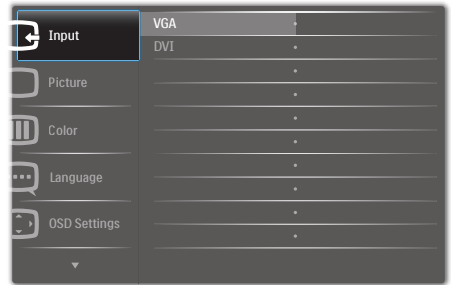 Input
VGA
DVI
Picture
Color
Language
OSD Settings